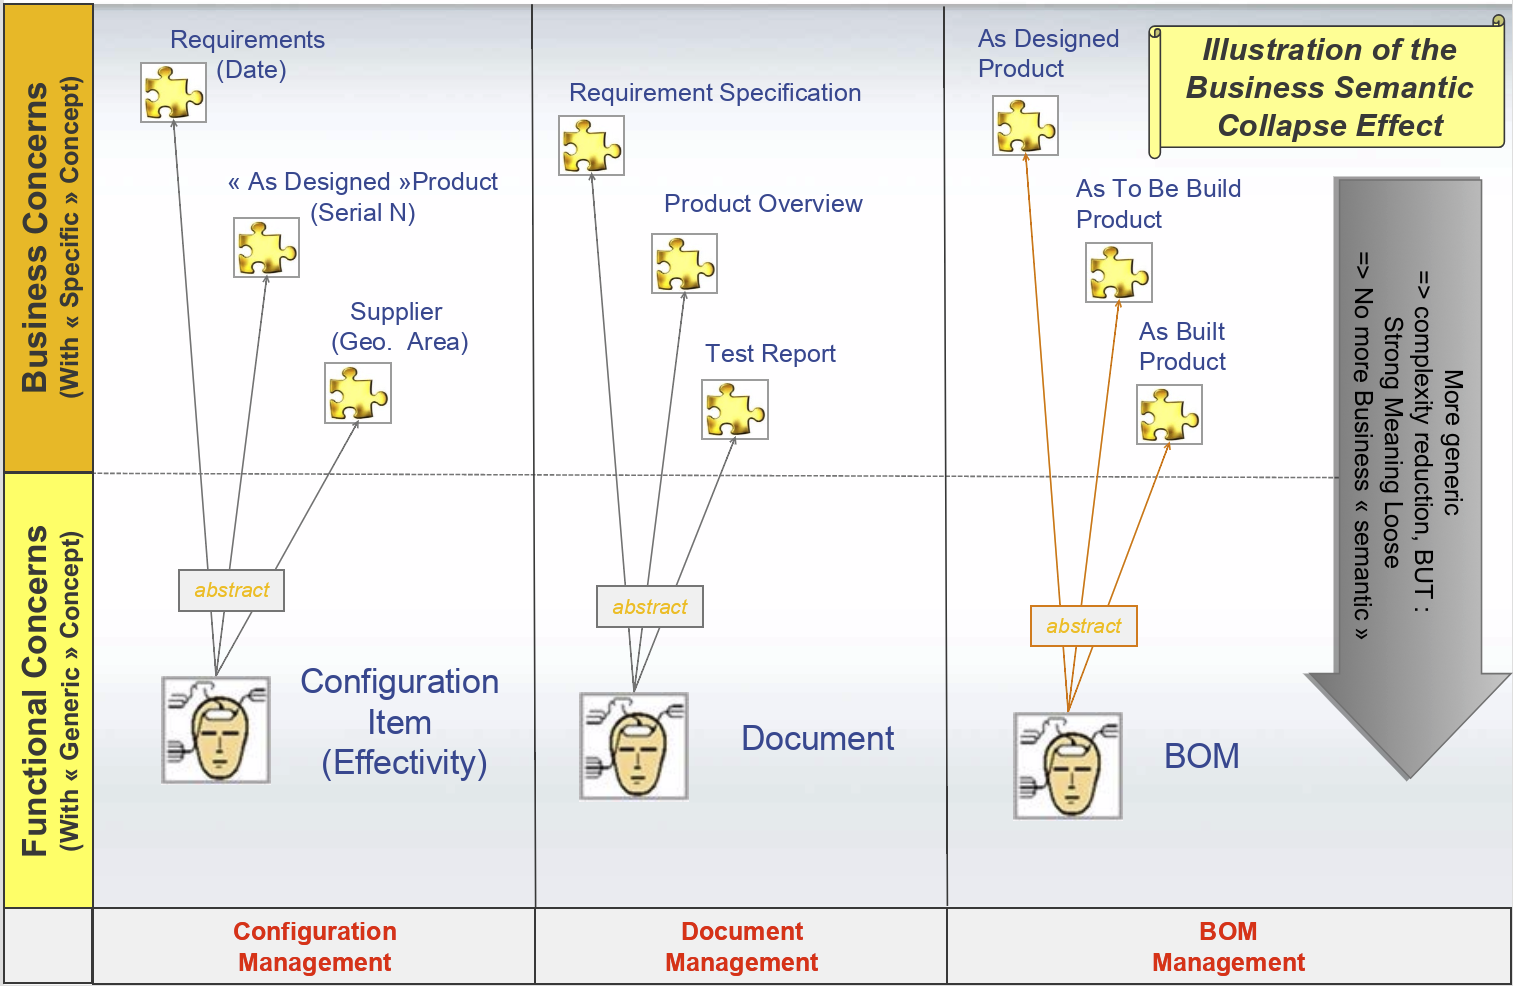 Illustration of the
Business Semantic
Collapse Effect
Business Concerns
(With « Specific » Concept)
Requirements
(Date)
« As Designed »Product
(Serial N)
Supplier
(Geo. Area)
Requirement Specification
Product Overview
Test Report
As Designed
Product
As To Be Build
Product
As Built
Product
More generic
=> complexity reduction, BUT :
Strong Meaning Loose
=> No more Business « semantic »
Functional Concerns
(With « Generic » Concept)
abstract
Configuration
Item
(Effectivity)
abstract
Document
abstract
BOM
Configuration
Management
Document
Management
BOM
Management